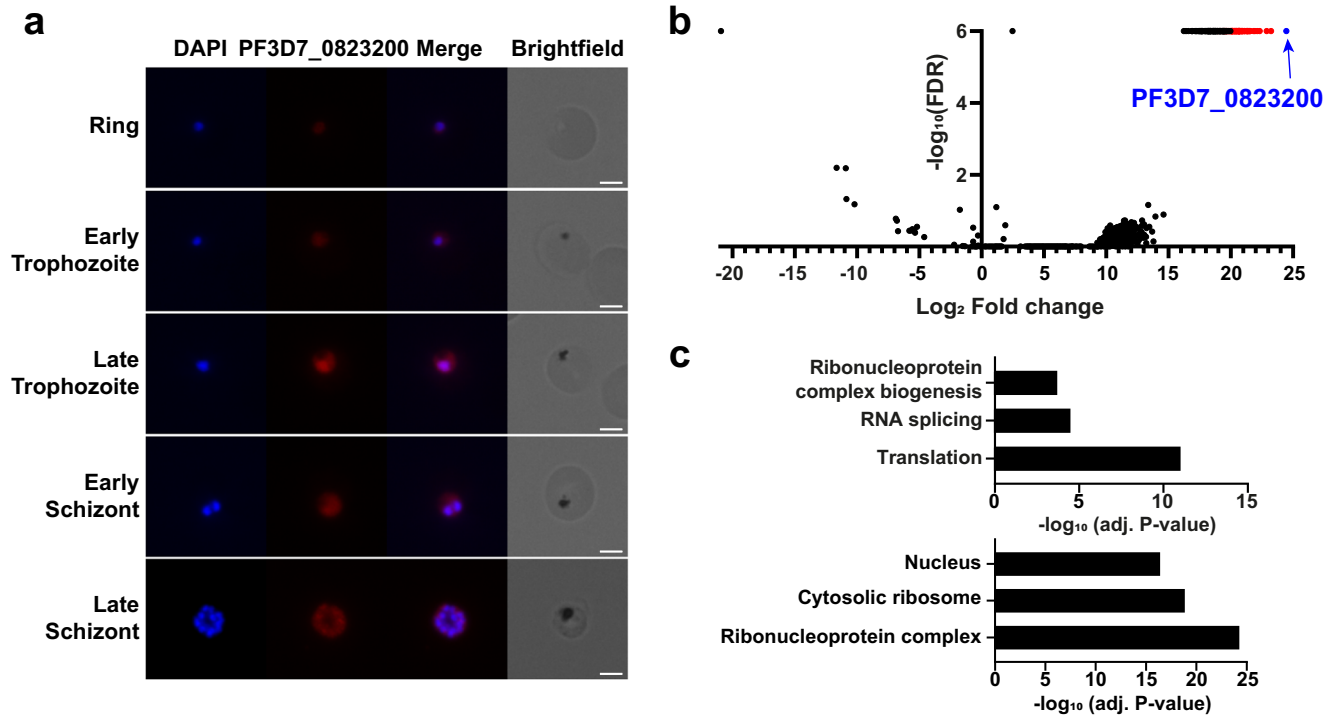 a
DAPI PF3D7_0823200 Merge Brightfield
Ring
Early
Trophozoite
Late
Trophozoite
Early
Schizont
Late
Schizont
b
6
4
2
-log₁₀(FDR)
PF3D7_0823200
-20 -15 -10 -5 0 5 10 15 20 25
Log₂ Fold change
c
Ribonucleoprotein
complex biogenesis
RNA splicing
Translation
0 5 10 15
-log₁₀ (adj. P-value)
Nucleus
Cytosolic ribosome
Ribonucleoprotein complex
0 5 10 15 20 25
-log₁₀ (adj. P-value)